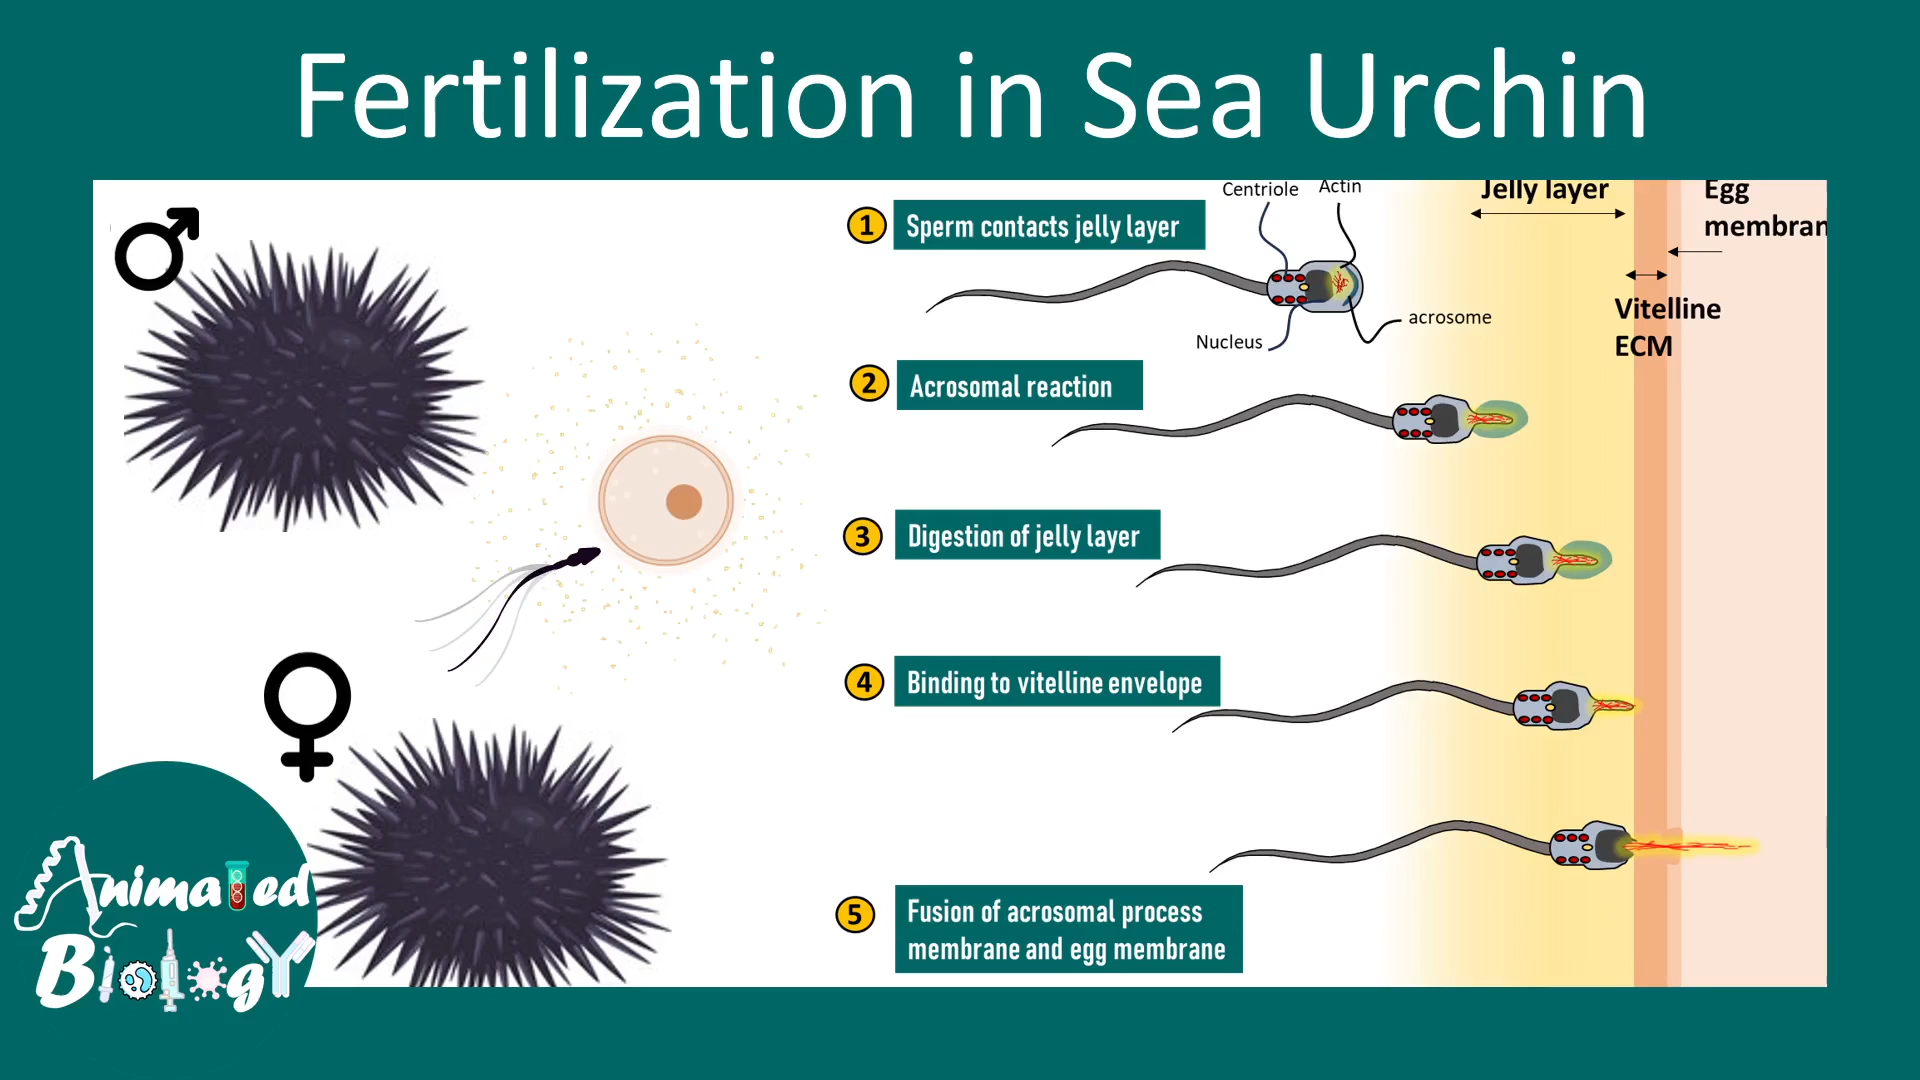 Fertilization in Sea Urchin
Centriole
Actin
Jelly layer
Egg
membran
1
Sperm contacts jelly layer
Vitelline
ECM
acrosome
Nucleus
2
Acrosomal reaction
3
Digestion of jelly layer
4
Binding to vitelline envelope
5
Fusion of acrosomal process
membrane and egg membrane
Animated
Biology